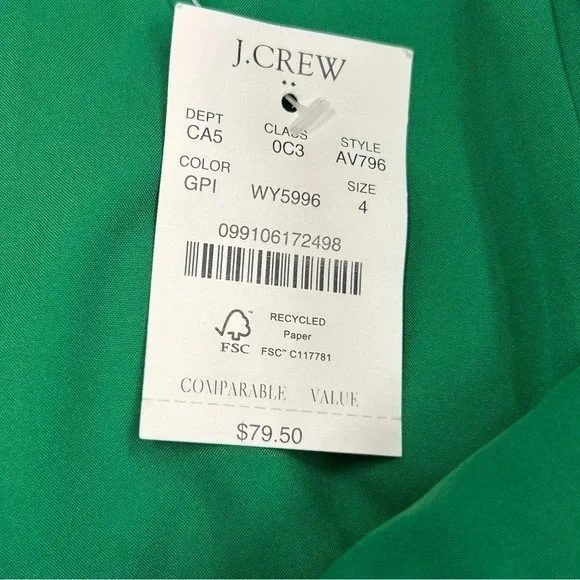 J.CREW
DEPT CLASS STYLE
CA5 0C3 AV796
COLOR SIZE
GPI WY5996 4
099106172498
RECYCLED
Paper
FSC FSC™ C117781
COMPARABLE VALUE
$79.50